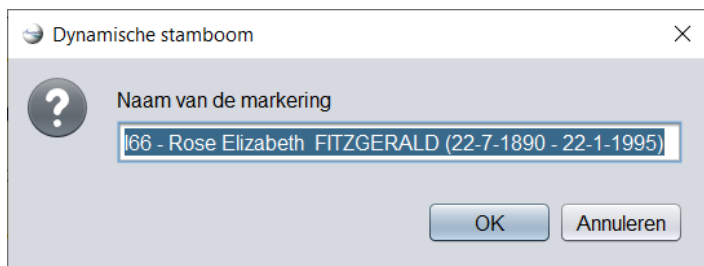 Dynamische stamboom
Naam van de markering
I66 - Rose Elizabeth  FITZGERALD (22-7-1890 - 22-1-1995)
OK Annuleren